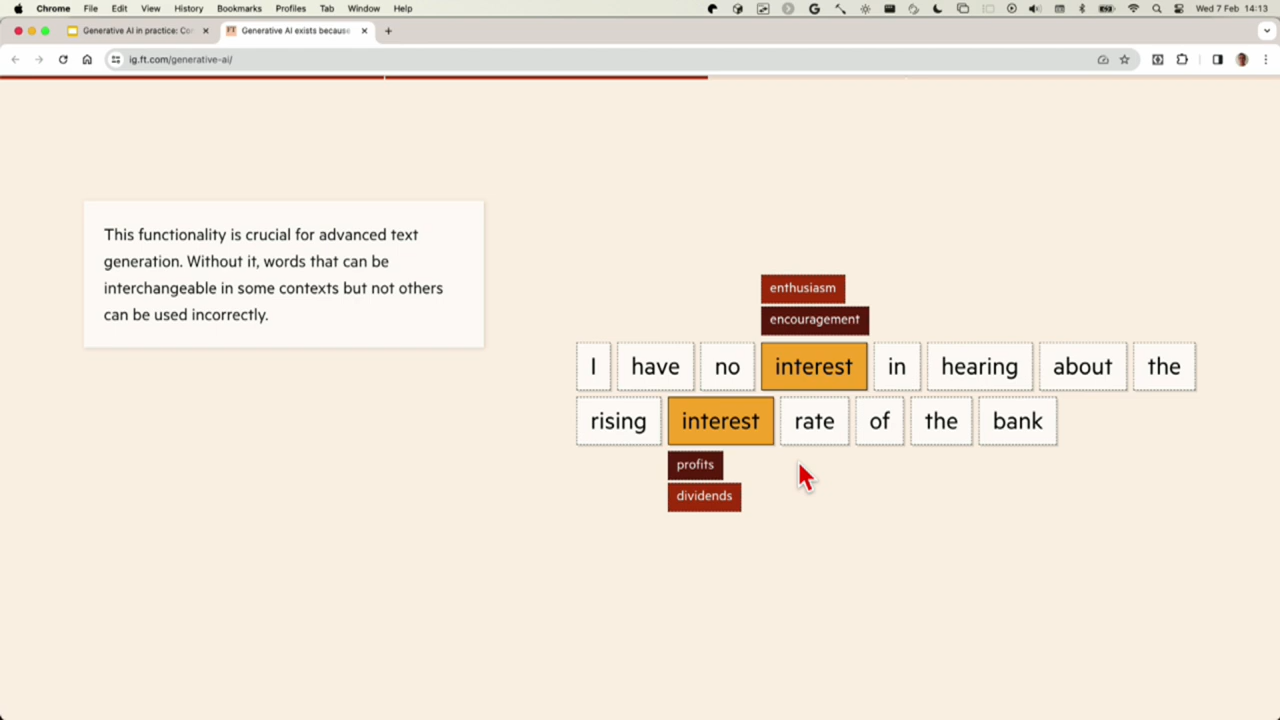 Chrome File Edit View History Bookmarks Profiles Tab Window Help Wed 7 Feb 14:13
Generative AI in practice: Cor
Generative AI exists because
ig.ft.com/generative-ai/
This functionality is crucial for advanced text
generation. Without it, words that can be
interchangeable in some contexts but not others
can be used incorrectly.
enthusiasm
encouragement
I have no interest in hearing about the
rising interest rate of the bank
profits
dividends